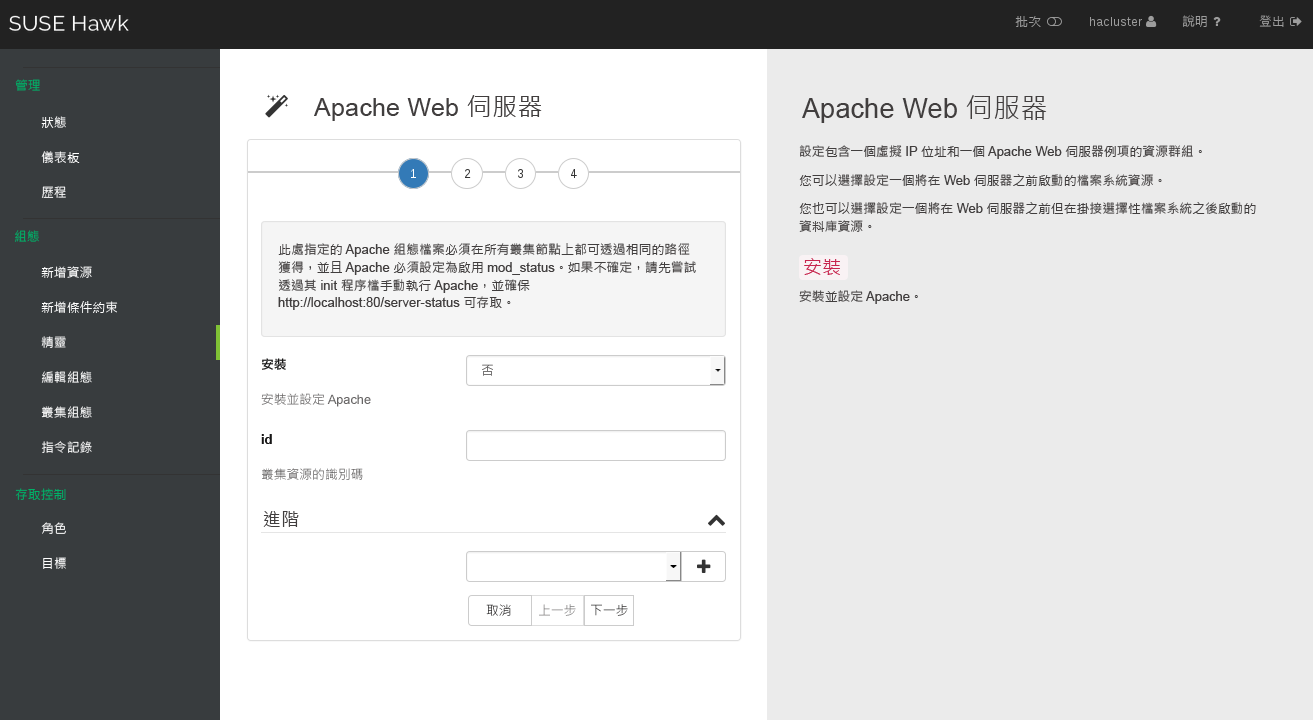 SUSE Hawk
批次
hacluster
說明 ?
登出
管理
狀態
儀表板
歷程
組態
新增資源
新增條件約束
精靈
編輯組態
叢集組態
指令記錄
存取控制
角色
目標
Apache Web 伺服器
1 2 3 4
此處指定的 Apache 組態檔案必須在所有叢集節點上都可透過相同的路徑
獲得，並且 Apache 必須設定為啟用 mod_status。如果不確定，請先嘗試
透過其 init 程序檔手動執行 Apache，並確保
http://localhost:80/server-status 可存取。
安裝
否
安裝並設定 Apache
id
叢集資源的識別碼
進階
取消 上一步 下一步
Apache Web 伺服器
設定包含一個虛擬 IP 位址和一個 Apache Web 伺服器例項的資源群組。
您可以選擇設定一個將在 Web 伺服器之前啟動的檔案系統資源。
您也可以選擇設定一個將在 Web 伺服器之前但在掛接選擇性檔案系統之後啟動的
資料庫資源。
安裝
安裝並設定 Apache。